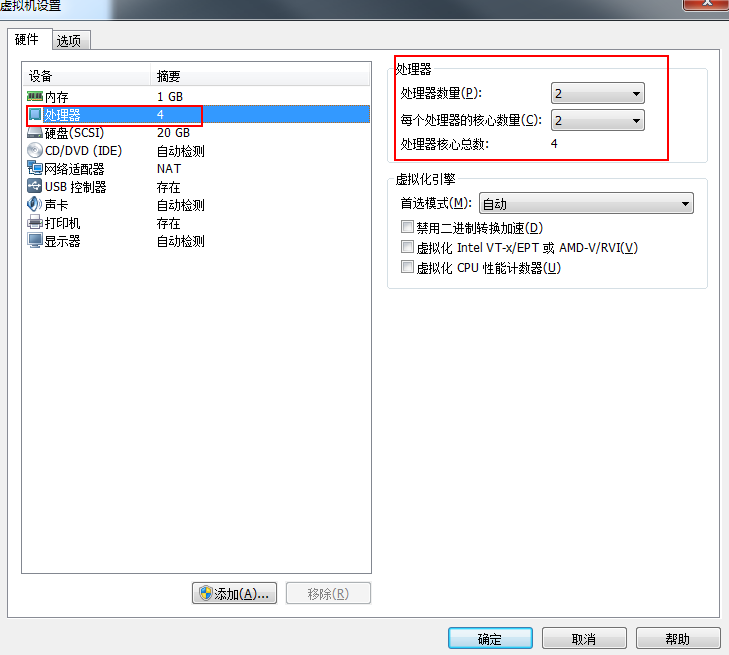 虚拟机设置
硬件 选项
设备 摘要
内存 1 GB
处理器 4
硬盘(SCSI) 20 GB
CD/DVD (IDE) 自动检测
网络适配器 NAT
USB 控制器 存在
声卡 自动检测
打印机 存在
显示器 自动检测
添加(A)... 移除(R)
处理器
处理器数量(P): 2
每个处理器的核心数量(C): 2
处理器核心总数: 4
虚拟化引擎
首选模式(M): 自动
禁用二进制转换加速(D)
虚拟化 Intel VT-x/EPT 或 AMD-V/RVI(V)
虚拟化 CPU 性能计数器(U)
确定 取消 帮助